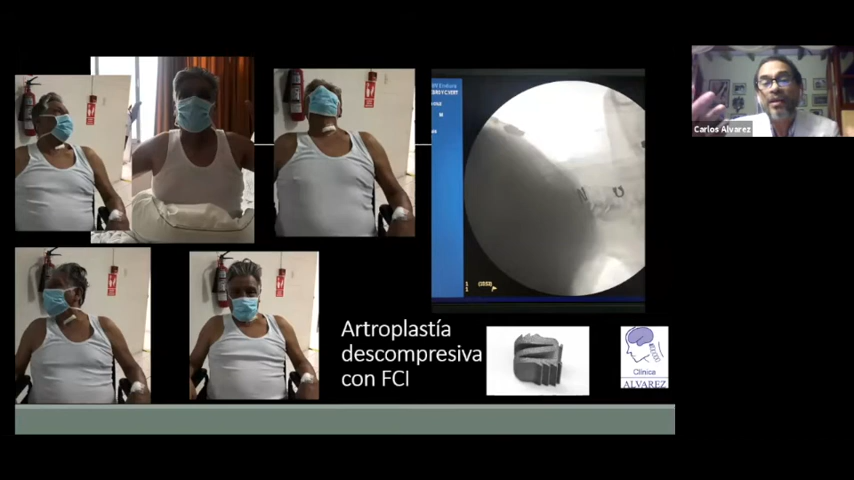 Carlos Alvarez
Artroplastía
descompresiva
con FCI
Clínica
ALVAREZ
M